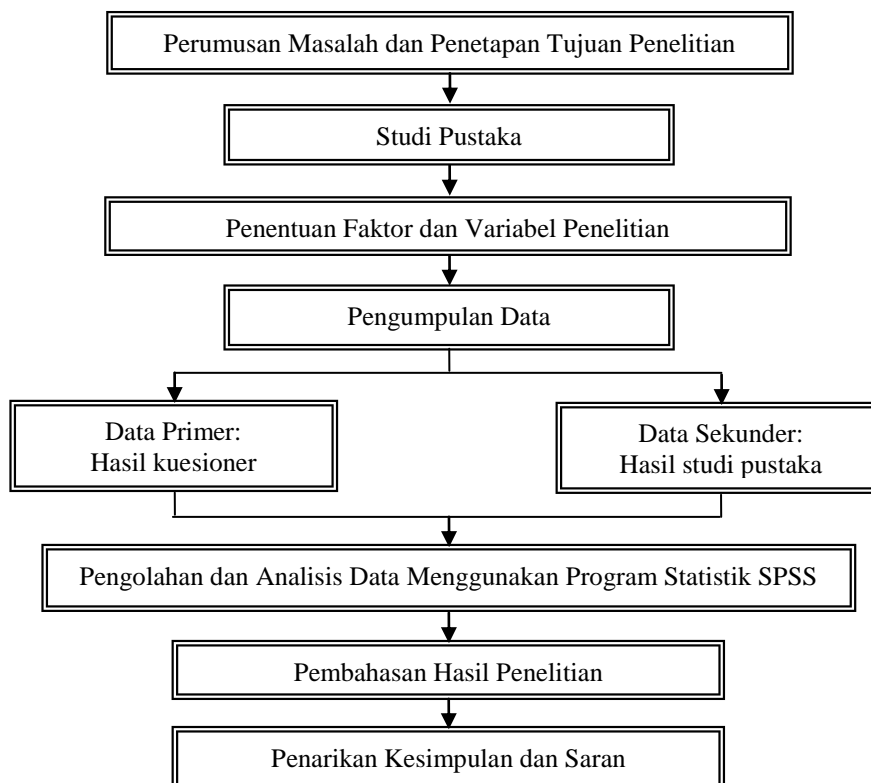 Perumusan Masalah dan Penetapan Tujuan Penelitian
Studi Pustaka
Penentuan Faktor dan Variabel Penelitian
Pengumpulan Data
Data Primer:
Hasil kuesioner
Data Sekunder:
Hasil studi pustaka
Pengolahan dan Analisis Data Menggunakan Program Statistik SPSS
Pembahasan Hasil Penelitian
Penarikan Kesimpulan dan Saran